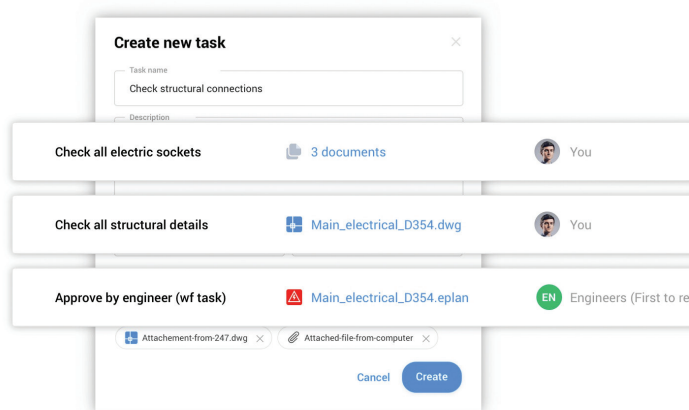 Create new task
Task name
Check structural connections
Description
Check all electric sockets 3 documents You
Check all structural details Main_electrical_D354.dwg You
Approve by engineer (wf task) Main_electrical_D354.eplan EN Engineers (First to re
Attachement-from-247.dwg Attached-file-from-computer
Cancel Create